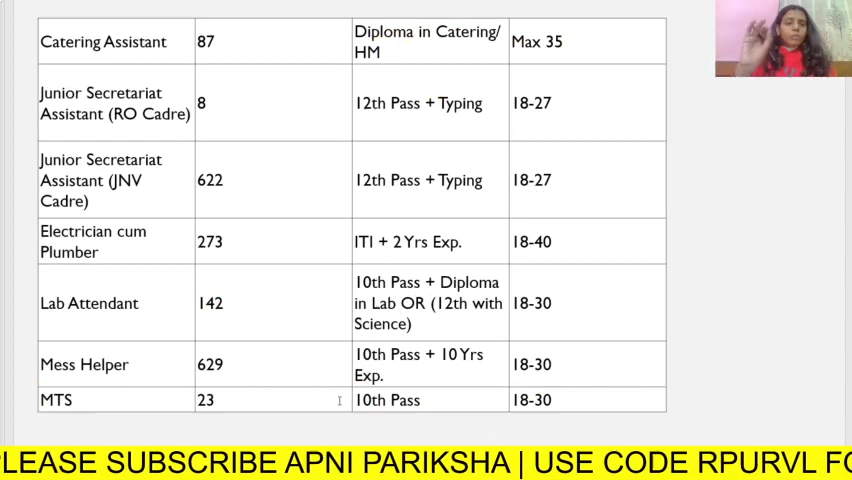 Catering Assistant 87 Diploma in Catering/ Max 35
HM
Junior Secretariat
Assistant (RO Cadre) 8 12th Pass + Typing 18-27
Junior Secretariat
Assistant (JNV 622 12th Pass + Typing 18-27
Cadre)
Electrician cum
Plumber 273 ITI + 2 Yrs Exp. 18-40
10th Pass + Diploma
Lab Attendant 142 in Lab OR (12th with 18-30
Science)
Mess Helper 629 10th Pass + 10 Yrs 18-30
Exp.
MTS 23 10th Pass 18-30
PLEASE SUBSCRIBE APNI PARIKSHA | USE CODE RPURVL FO